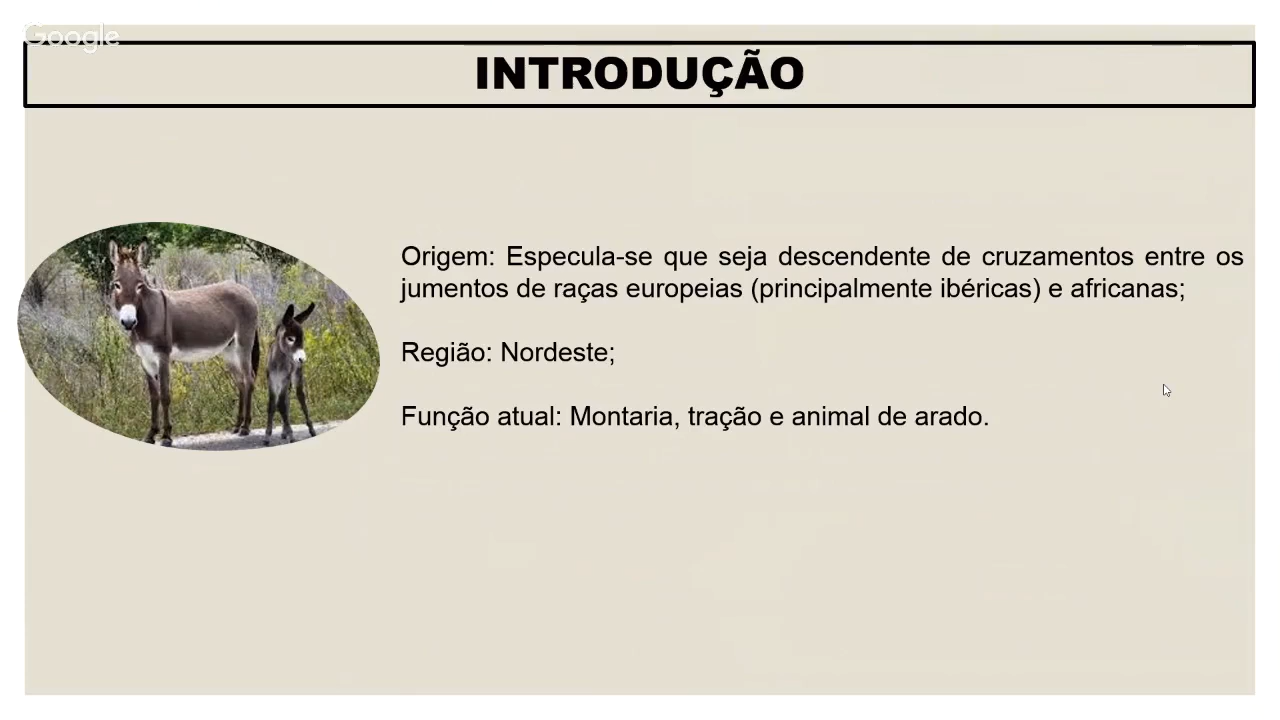 Google
INTRODUÇÃO
Origem: Especula-se que seja descendente de cruzamentos entre os
jumentos de raças europeias (principalmente ibéricas) e africanas;
Região: Nordeste;
Função atual: Montaria, tração e animal de arado.